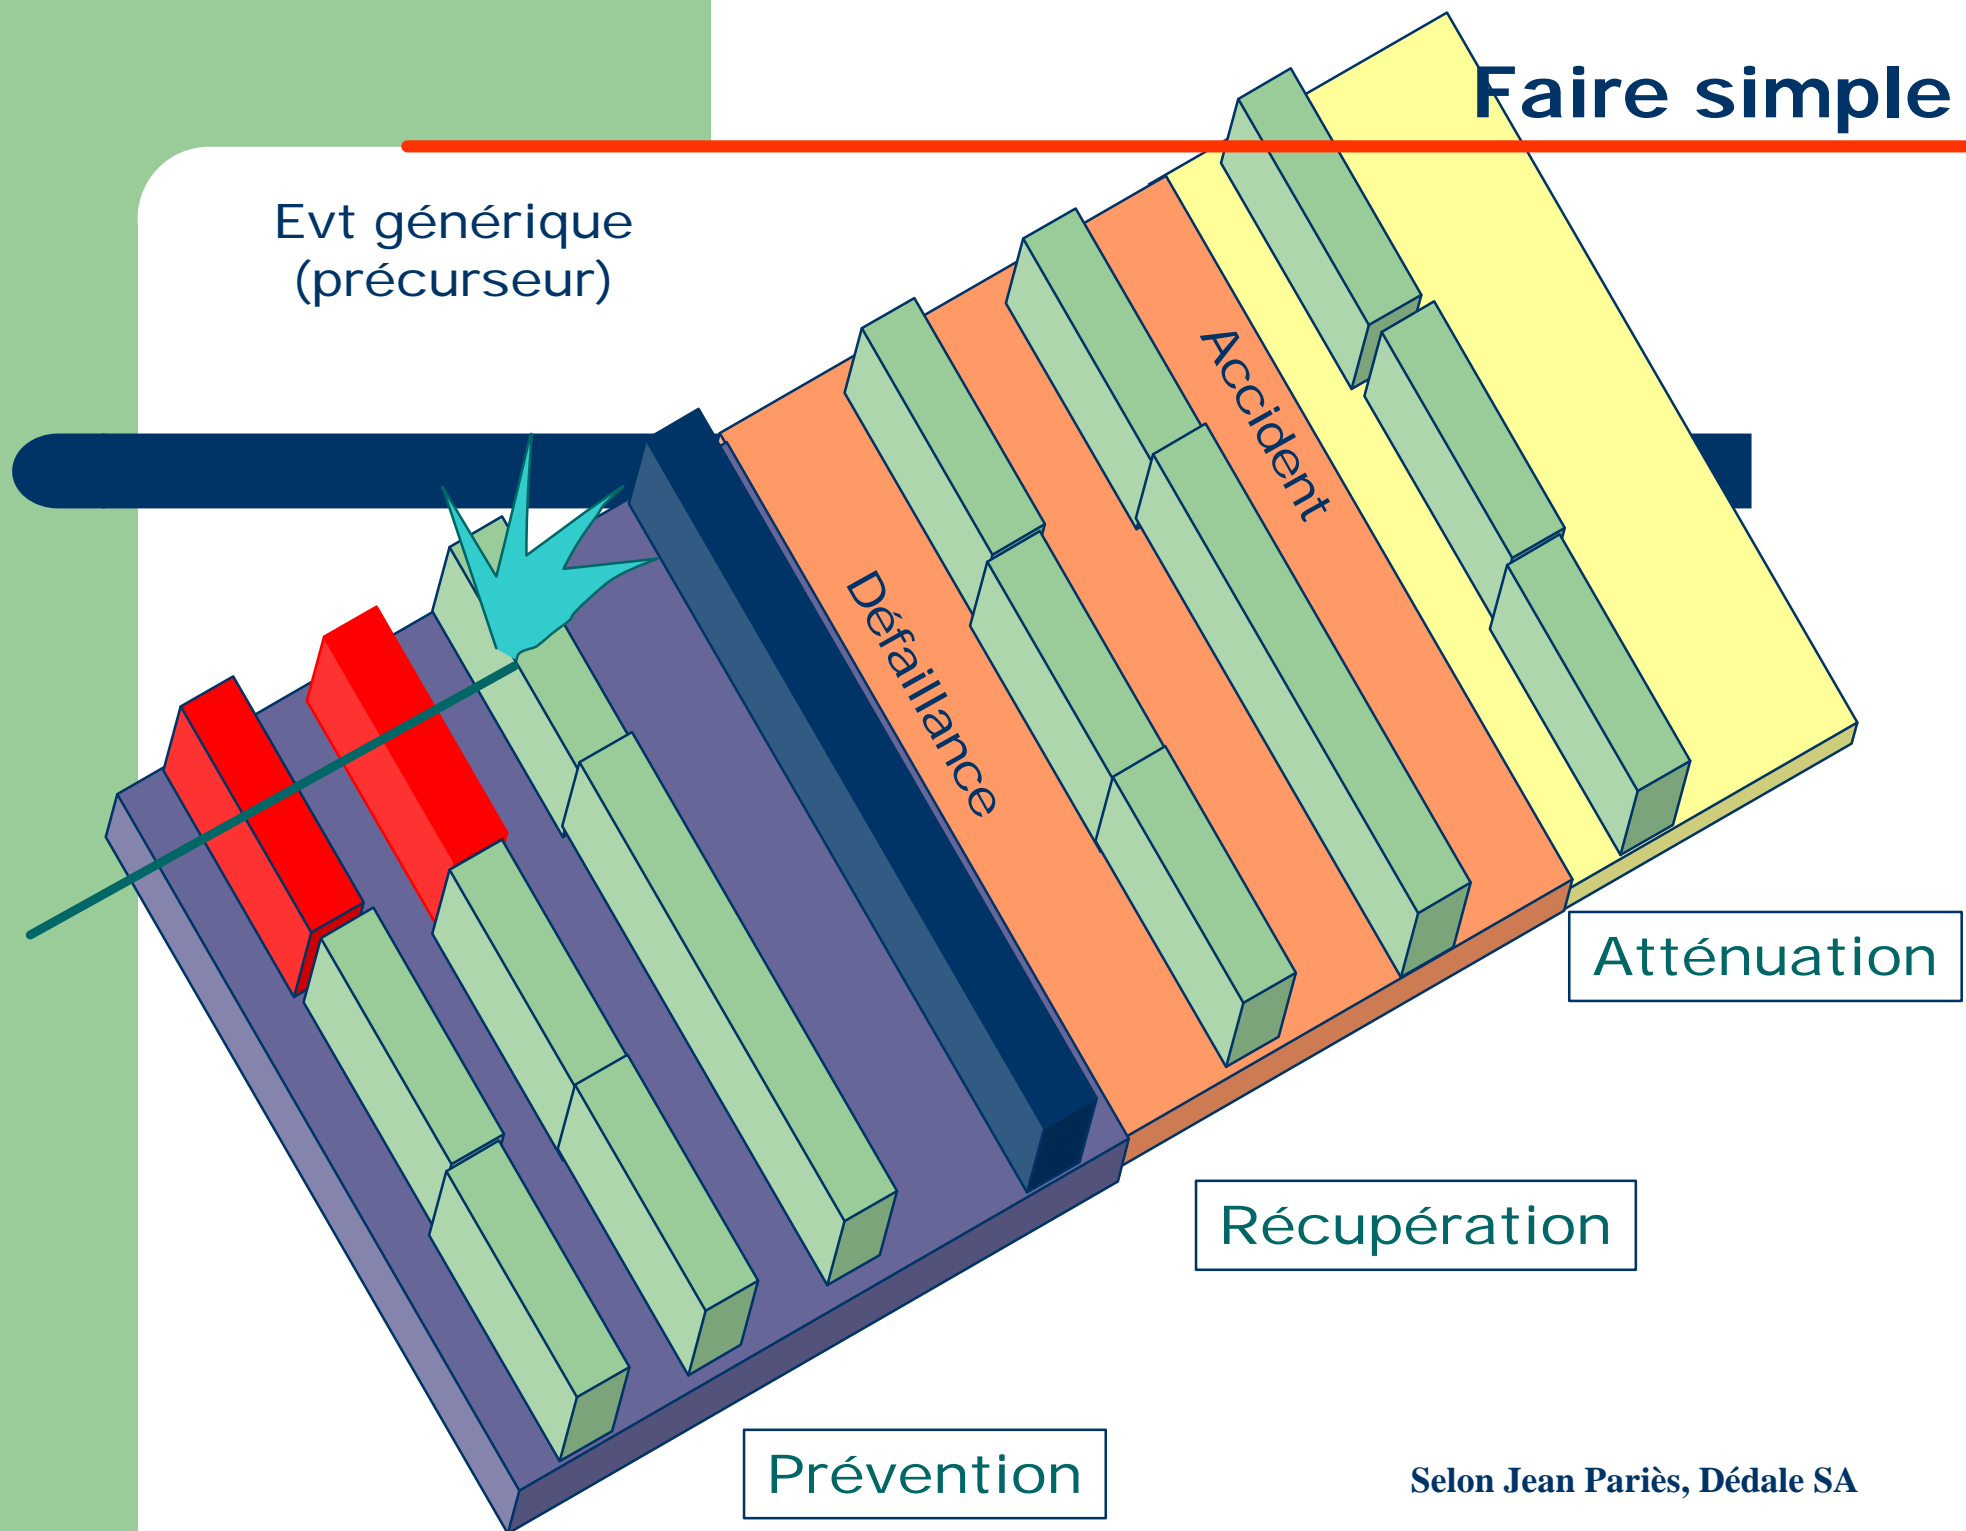 Faire simple
Evt générique
(précurseur)
Accident
Défaillance
Atténuation
Récupération
Prévention
Selon Jean Pariès, Dédale SA